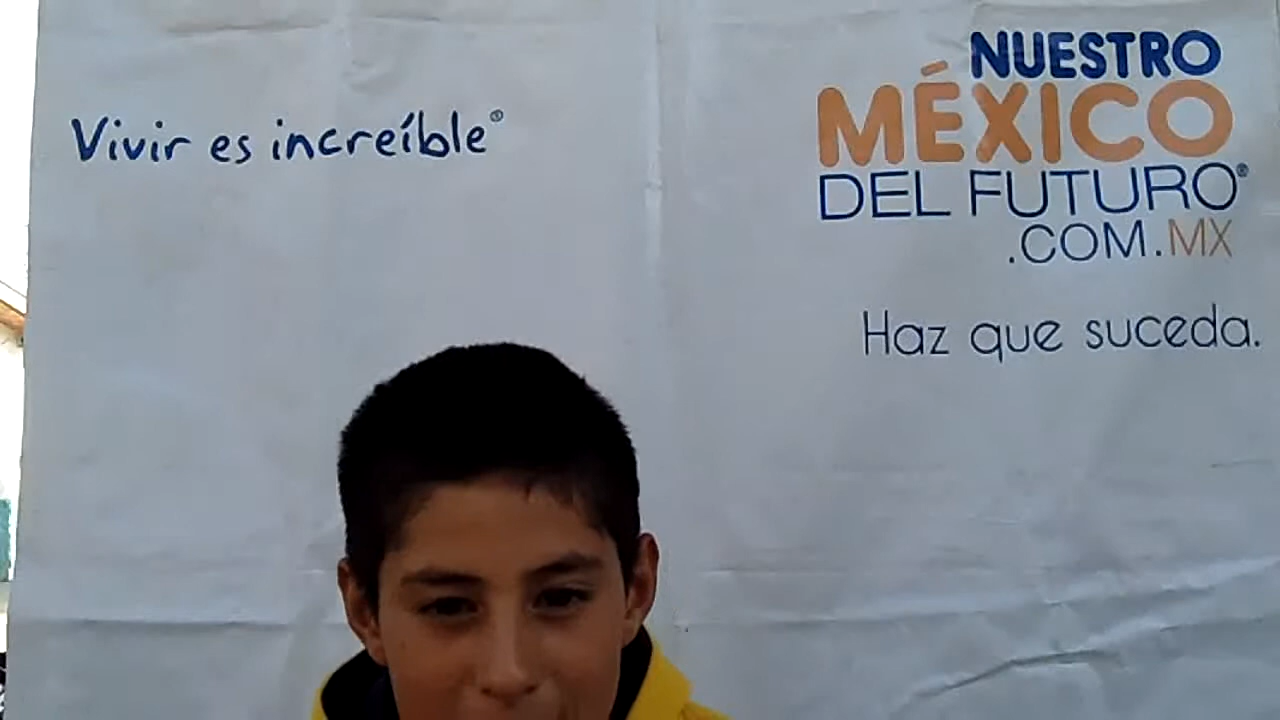 Vivir es increíble®
NUESTRO
MÉXICO
DEL FUTURO®
.COM.MX
Haz que suceda.